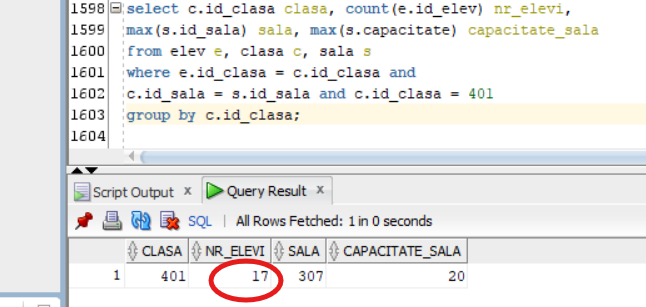 1598 select c.id_clasa clasa, count(e.id_elev) nr_elevi,
1599 max(s.id_sala) sala, max(s.capacitate) capacitate_sala
1600 from elev e, clasa c, sala s
1601 where e.id_clasa = c.id_clasa and
1602 c.id_sala = s.id_sala and c.id_clasa = 401
1603 group by c.id_clasa;
1604
Script Output x Query Result x
SQL | All Rows Fetched: 1 in 0 seconds
CLASA NR_ELEVI SALA CAPACITATE_SALA
1 401 17 307 20